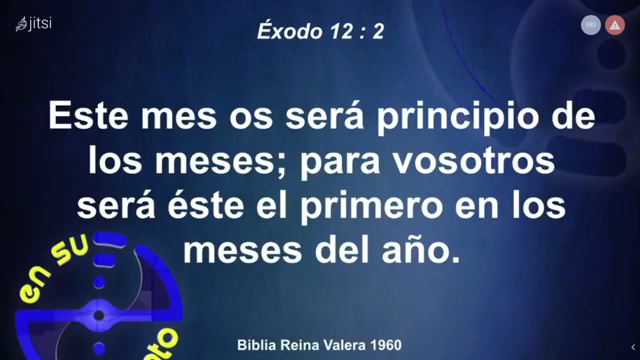 jitsi
Éxodo 12 : 2
Este mes os será principio de
los meses; para vosotros
será éste el primero en los
meses del año.
en su
Biblia Reina Valera 1960